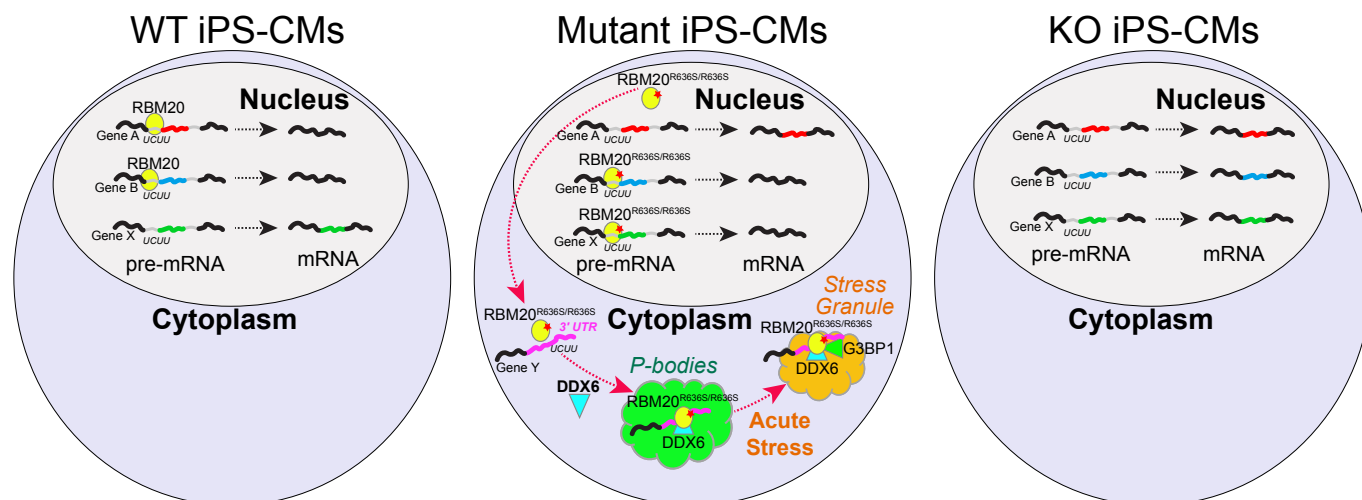 WT iPS-CMs
RBM20
Nucleus
Gene A
UCUU
RBM20
Gene B
UCUU
Gene X
UCUU
pre-mRNA
mRNA
Cytoplasm
Mutant iPS-CMs
RBM20R636S/R636S
Nucleus
Gene A
UCUU
RBM20R636S/R636S
Gene B
UCUU
RBM20R636S/R636S
Gene X
UCUU
pre-mRNA
mRNA
Cytoplasm
RBM20R636S/R636S
3' UTR
UCUU
Gene Y
DDX6
P-bodies
RBM20R636S/R636S
DDX6
Acute
Stress
Stress
Granule
RBM20R636S/R636S
G3BP1
DDX6
KO iPS-CMs
Nucleus
Gene A
UCUU
Gene B
UCUU
Gene X
UCUU
pre-mRNA
mRNA
Cytoplasm